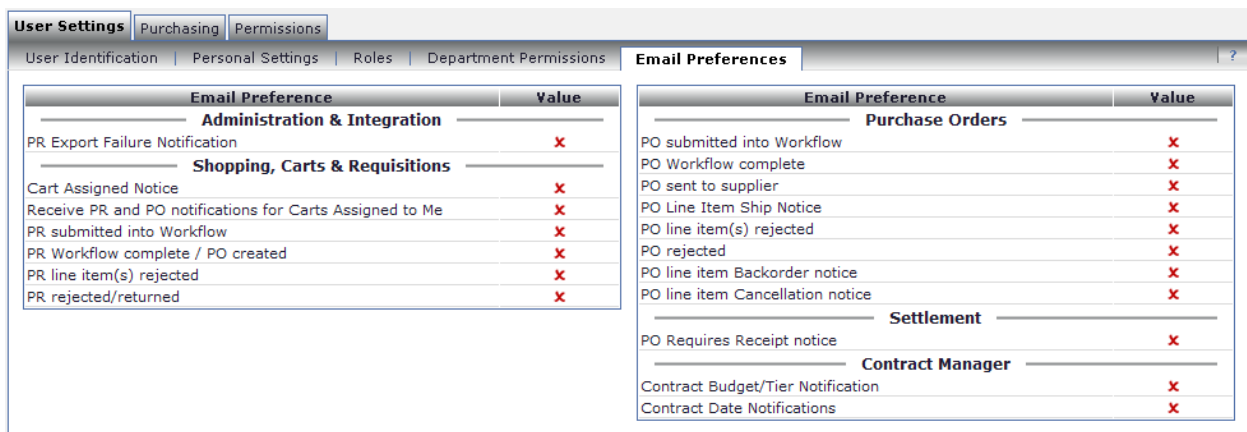 User Settings Purchasing Permissions
User Identification | Personal Settings | Roles | Department Permissions Email Preferences ?
Email Preference Value
Administration & Integration
PR Export Failure Notification x
Shopping, Carts & Requisitions
Cart Assigned Notice x
Receive PR and PO notifications for Carts Assigned to Me x
PR submitted into Workflow x
PR Workflow complete / PO created x
PR line item(s) rejected x
PR rejected/returned x
Email Preference Value
Purchase Orders
PO submitted into Workflow x
PO Workflow complete x
PO sent to supplier x
PO Line Item Ship Notice x
PO line item(s) rejected x
PO rejected x
PO line item Backorder notice x
PO line item Cancellation notice x
Settlement
PO Requires Receipt notice x
Contract Manager
Contract Budget/Tier Notification x
Contract Date Notifications x